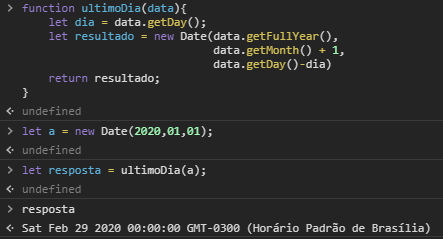 > function ultimoDia(data){
let dia = data.getDay();
let resultado = new Date(data.getFullYear(),
data.getMonth() + 1,
data.getDay()-dia)
return resultado;
}
< undefined
> let a = new Date(2020,01,01);
< undefined
> let resposta = ultimoDia(a);
< undefined
> resposta
< Sat Feb 29 2020 00:00:00 GMT-0300 (Horário Padrão de Brasília)